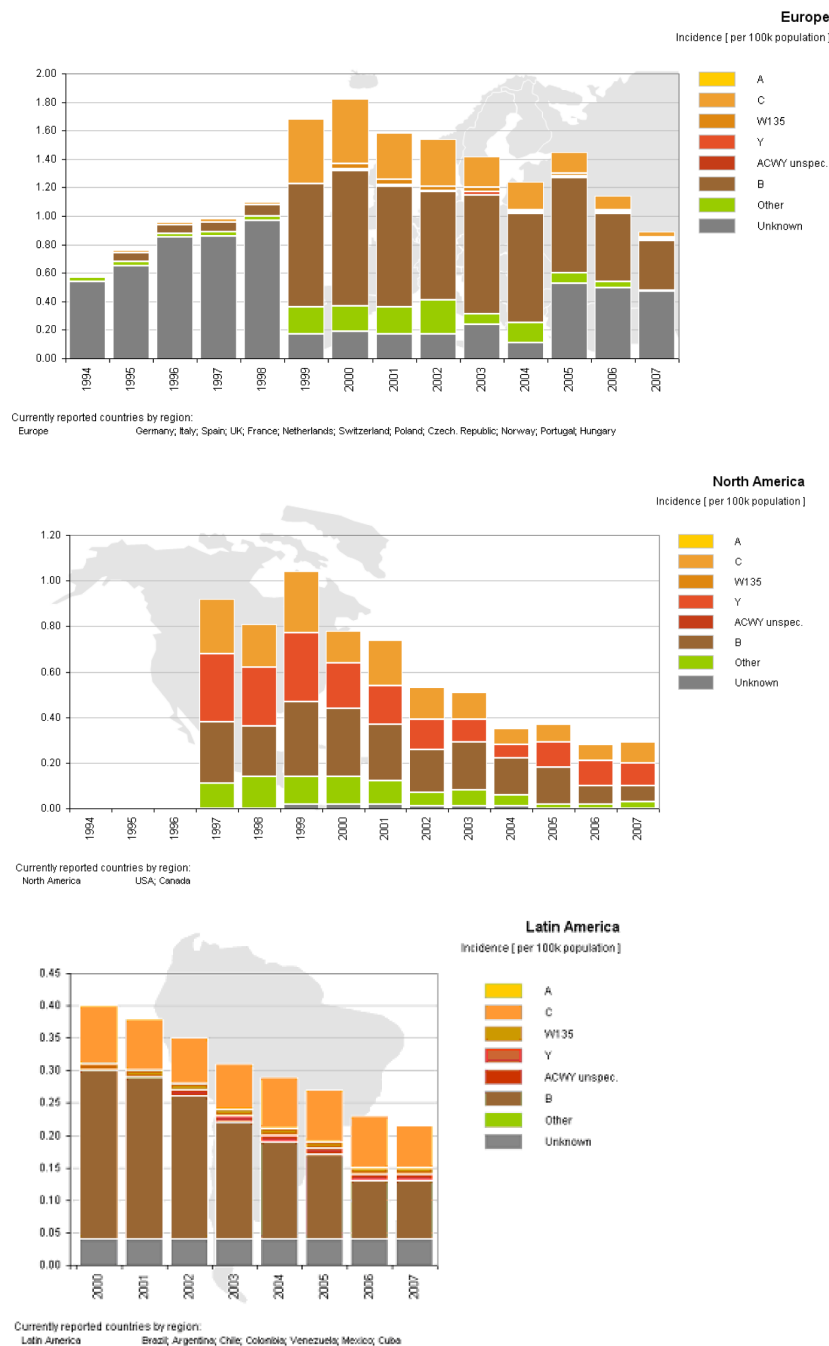 Europe
Incidence [ per 100k population ]
2.00
1.80
1.60
1.40
1.20
1.00
0.80
0.60
0.40
0.20
0.00
1994 1995 1996 1997 1998 1999 2000 2001 2002 2003 2004 2005 2006 2007
A
C
W135
Y
ACWY unspec.
B
Other
Unknown
Currently reported countries by region:
Europe Germany; Italy; Spain; UK; France; Netherlands; Switzerland; Poland; Czech. Republic; Norway; Portugal; Hungary
North America
Incidence [ per 100k population ]
1.20
1.00
0.80
0.60
0.40
0.20
0.00
1994 1995 1996 1997 1998 1999 2000 2001 2002 2003 2004 2005 2006 2007
A
C
W135
Y
ACWY unspec.
B
Other
Unknown
Currently reported countries by region:
North America USA; Canada
Latin America
Incidence [ per 100k population ]
0.45
0.40
0.35
0.30
0.25
0.20
0.15
0.10
0.05
0.00
2000 2001 2002 2003 2004 2005 2006 2007
A
C
W135
Y
ACWY unspec.
B
Other
Unknown
Currently reported countries by region:
Latin America Brazil; Argentina; Chile; Colombia; Venezuela; Mexico; Cuba